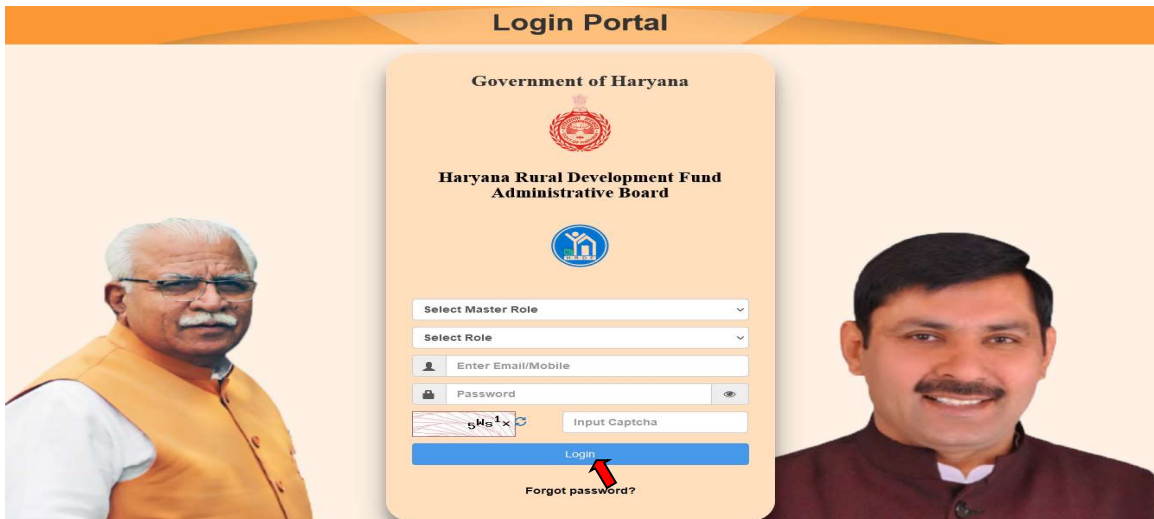 Login Portal
Government of Haryana
Haryana Rural Development Fund
Administrative Board
Select Master Role
Select Role
Enter Email/Mobile
Password
5Ws1x
Input Captcha
Login
Forgot password?